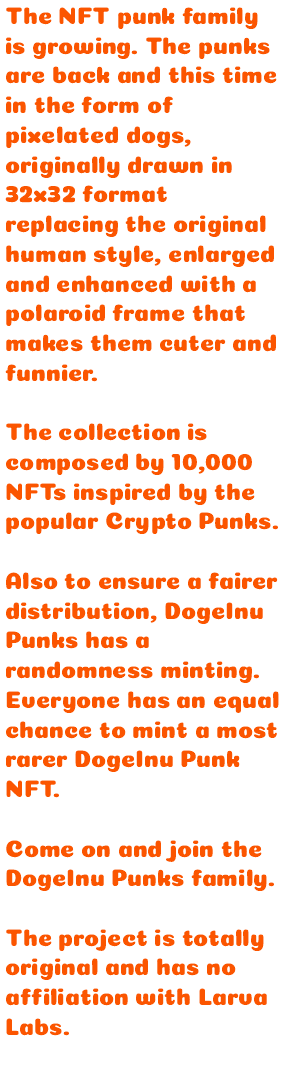 The NFT punk family
is growing. The punks
are back and this time
in the form of
pixelated dogs,
originally drawn in
32x32 format
replacing the original
human style, enlarged
and enhanced with a
polaroid frame that
makes them cuter and
funnier.

The collection is
composed by 10,000
NFTs inspired by the
popular Crypto Punks.

Also to ensure a fairer
distribution, DogeInu
Punks has a
randomness minting.
Everyone has an equal
chance to mint a most
rarer DogeInu Punk
NFT.

Come on and join the
DogeInu Punks family.

The project is totally
original and has no
affiliation with Larva
Labs.